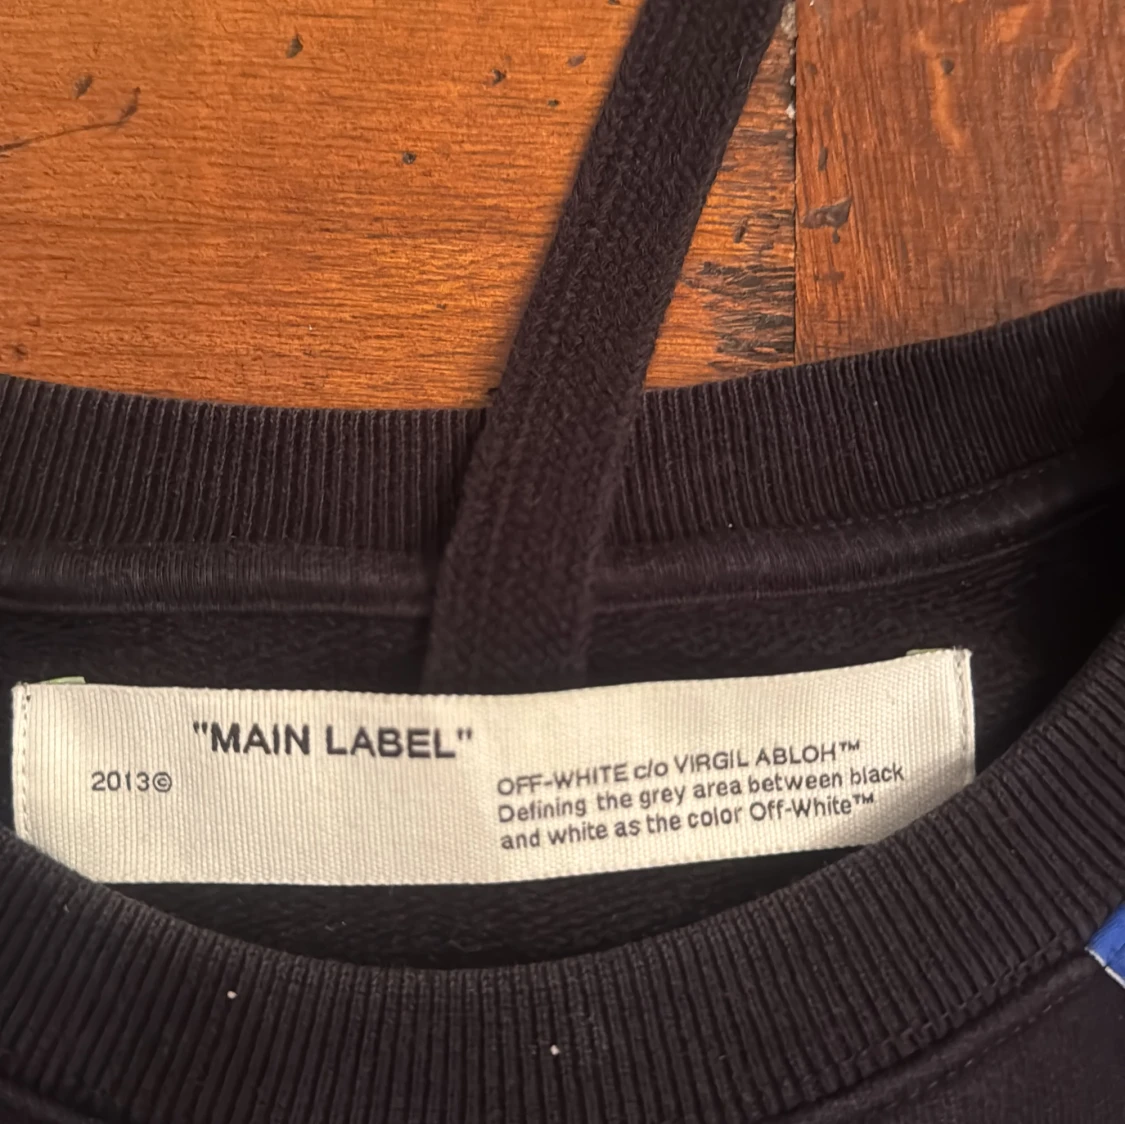 "MAIN LABEL"
2013©
OFF-WHITE c/o VIRGIL ABLOH™
Defining the grey area between black
and white as the color Off-White™